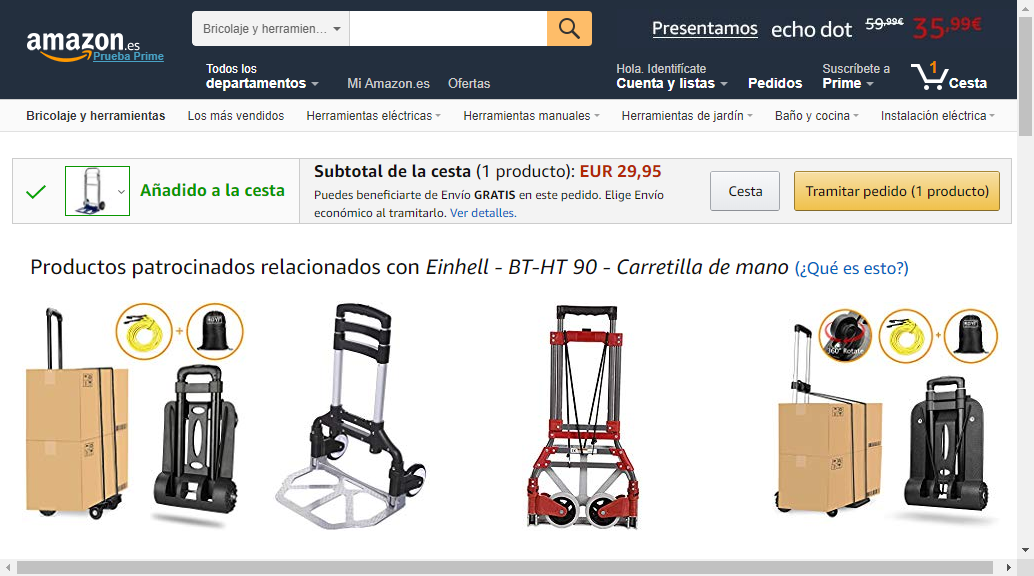 amazon.es
Prueba Prime
Bricolaje y herramien...
Presentamos echo dot 59,99€ 35,99€
Todos los
departamentos
Mi Amazon.es
Ofertas
Hola. Identifícate
Cuenta y listas
Pedidos
Suscríbete a
Prime
1
Cesta
Bricolaje y herramientas Los más vendidos Herramientas eléctricas Herramientas manuales Herramientas de jardín Baño y cocina Instalación eléctrica
Añadido a la cesta
Subtotal de la cesta (1 producto): EUR 29,95
Puedes beneficiarte de Envío GRATIS en este pedido. Elige Envío
económico al tramitarlo. Ver detalles.
Cesta
Tramitar pedido (1 producto)
Productos patrocinados relacionados con Einhell - BT-HT 90 - Carretilla de mano (¿Qué es esto?)
+
360° Rotate
+